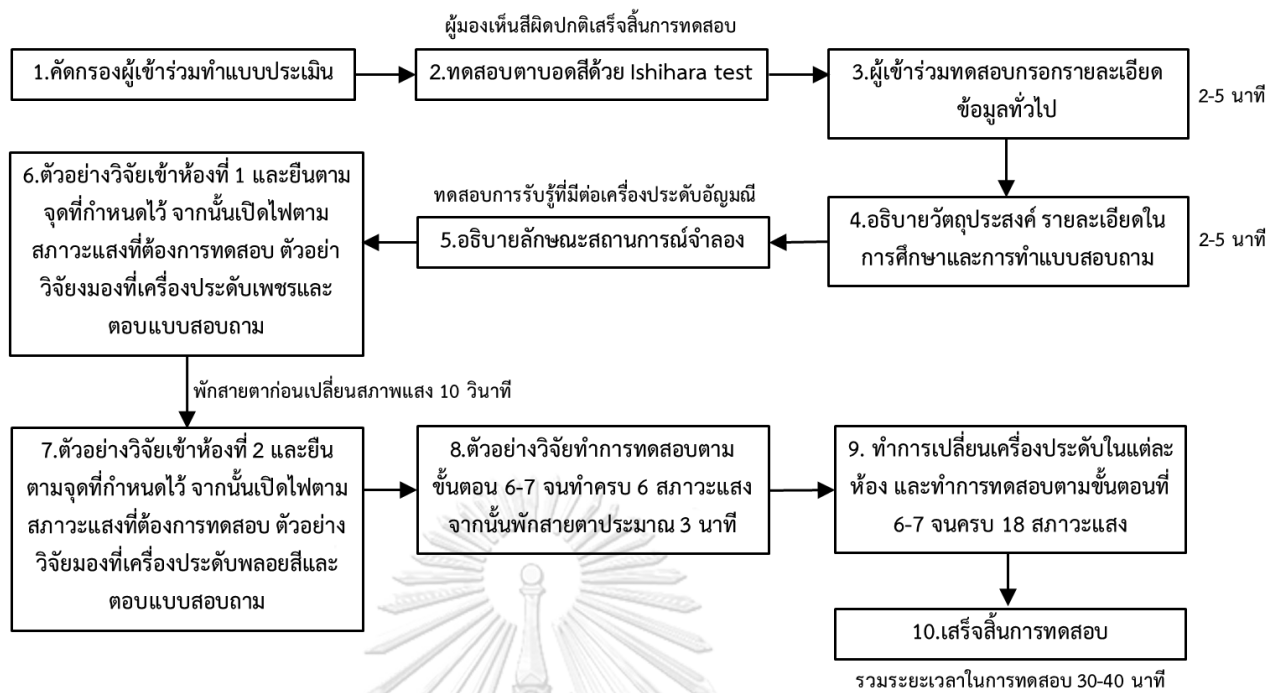 ผู้มองเห็นสีผิดปกติเสร็จสิ้นการทดสอบ
1.คัดกรองผู้เข้าร่วมทำแบบประเมิน
2.ทดสอบตาบอดสีด้วย Ishihara test
3.ผู้เข้าร่วมทดสอบกรอกรายละเอียด
ข้อมูลทั่วไป
2-5 นาที
4.อธิบายวัตถุประสงค์ รายละเอียดใน
การศึกษาและการทำแบบสอบถาม
2-5 นาที
ทดสอบการรับรู้ที่มีต่อเครื่องประดับอัญมณี
5.อธิบายลักษณะสถานการณ์จำลอง
6.ตัวอย่างวิจัยเข้าห้องที่ 1 และยืนตาม
จุดที่กำหนดไว้ จากนั้นเปิดไฟตาม
สภาวะแสงที่ต้องการทดสอบ ตัวอย่า
วิจัยงมองที่เครื่องประดับเพชรและ
ตอบแบบสอบถาม
พักสายตาก่อนเปลี่ยนสภาพแสง 10 วินาที
7.ตัวอย่างวิจัยเข้าห้องที่ 2 และยืน
ตามจุดที่กำหนดไว้ จากนั้นเปิดไฟตาม
สภาวะแสงที่ต้องการทดสอบ ตัวอย่าง
วิจัยมองที่เครื่องประดับพลอยสีและ
ตอบแบบสอบถาม
8.ตัวอย่างวิจัยทำการทดสอบตาม
ขั้นตอน 6-7 จนทำครบ 6 สภาวะแสง
จากนั้นพักสายตาประมาณ 3 นาที
9. ทำการเปลี่ยนเครื่องประดับในแต่ละ
ห้อง และทำการทดสอบตามขั้นตอนที่
6-7 จนครบ 18 สภาวะแสง
10.เสร็จสิ้นการทดสอบ
รวมระยะเวลาในการทดสอบ 30-40 นาที